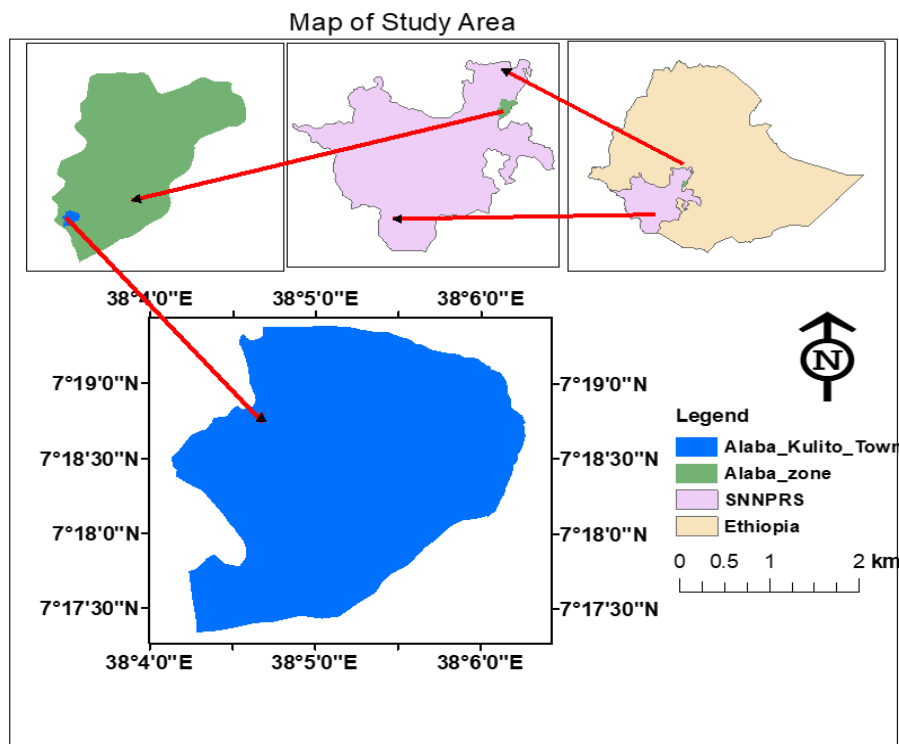 Map of Study Area
38°4'0"E 38°5'0"E 38°6'0"E
N
7°19'0"N 7°19'0"N
Legend
Alaba_Kulito_Town
7°18'30"N 7°18'30"N
Alaba_zone
SNNPRS
7°18'0"N 7°18'0"N
Ethiopia
0 0.5 1 2 km
7°17'30"N 7°17'30"N
38°4'0"E 38°5'0"E 38°6'0"E